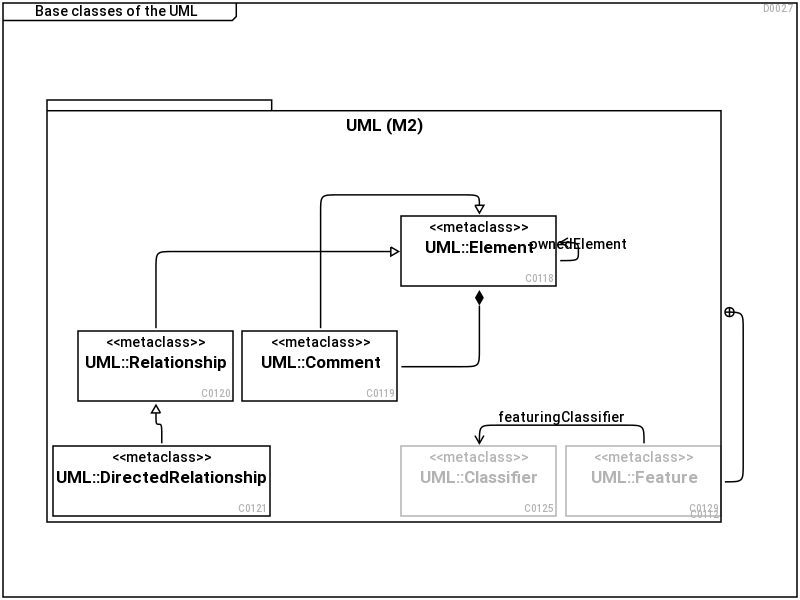 Base classes of the UML
D0027
UML (M2)
<<metaclass>>
UML::Element
ownedElement
C0118
<<metaclass>>
UML::Relationship
C0120
<<metaclass>>
UML::Comment
C0119
featuringClassifier
<<metaclass>>
UML::DirectedRelationship
C0121
<<metaclass>>
UML::Classifier
C0125
<<metaclass>>
UML::Feature
C0129
C0112